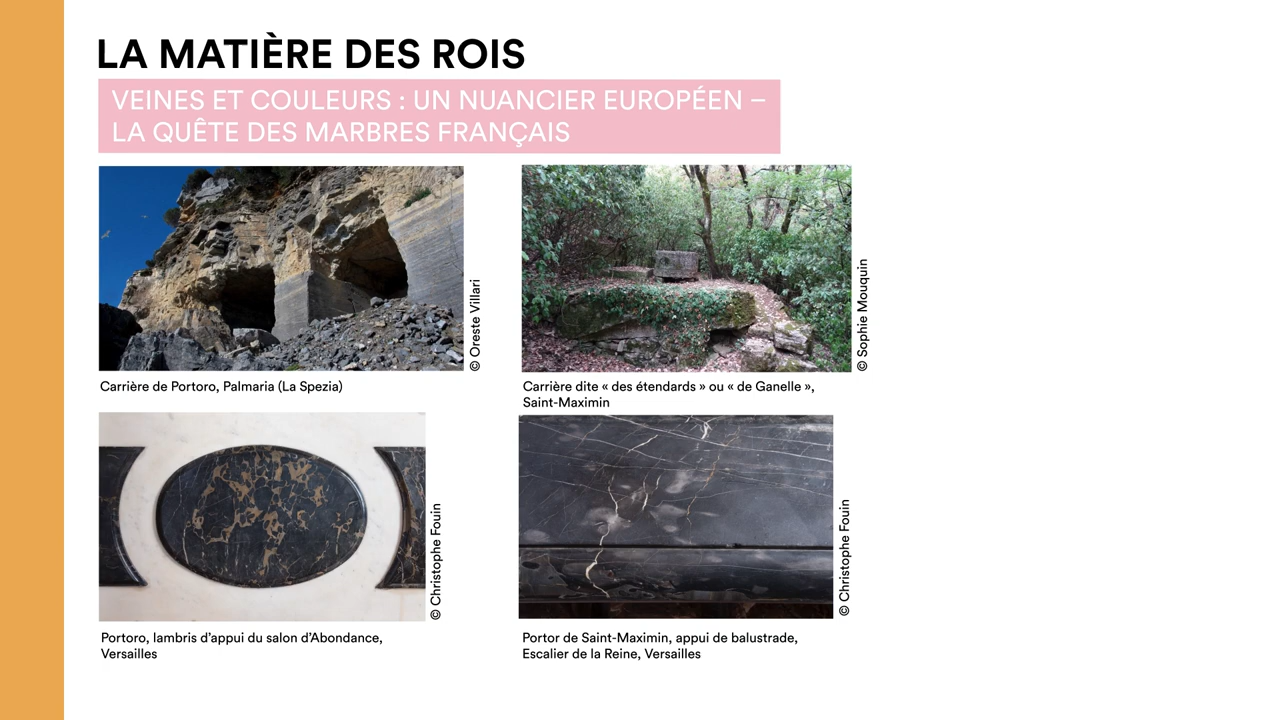 LA MATIÈRE DES ROIS
VEINES ET COULEURS : UN NUANCIER EUROPÉEN –
LA QUÊTE DES MARBRES FRANÇAIS
© Oreste Villari
© Sophie Mouquin
Carrière de Portoro, Palmaria (La Spezia)
Carrière dite « des étendards » ou « de Ganelle »,
Saint-Maximin
© Christophe Fouin
© Christophe Fouin
Portoro, lambris d’appui du salon d’Abondance,
Versailles
Portor de Saint-Maximin, appui de balustrade,
Escalier de la Reine, Versailles